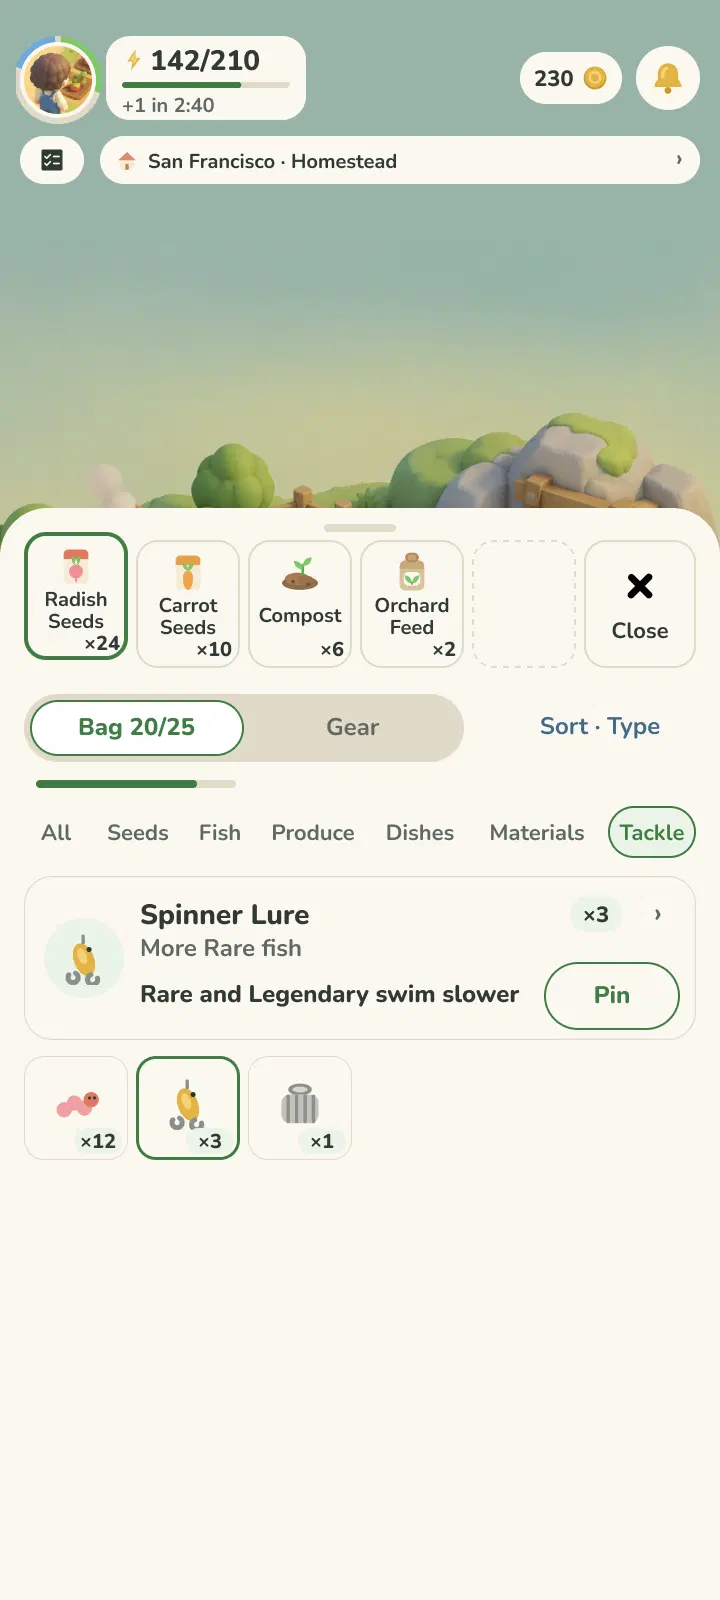 142/210
+1 in 2:40
230
San Francisco · Homestead
›
Radish
Seeds
×24
Carrot
Seeds
×10
Compost
×6
Orchard
Feed
×2
Close
Bag 20/25
Gear
Sort · Type
All
Seeds
Fish
Produce
Dishes
Materials
Tackle
Spinner Lure
×3
›
More Rare fish
Rare and Legendary swim slower
Pin
×12
×3
×1